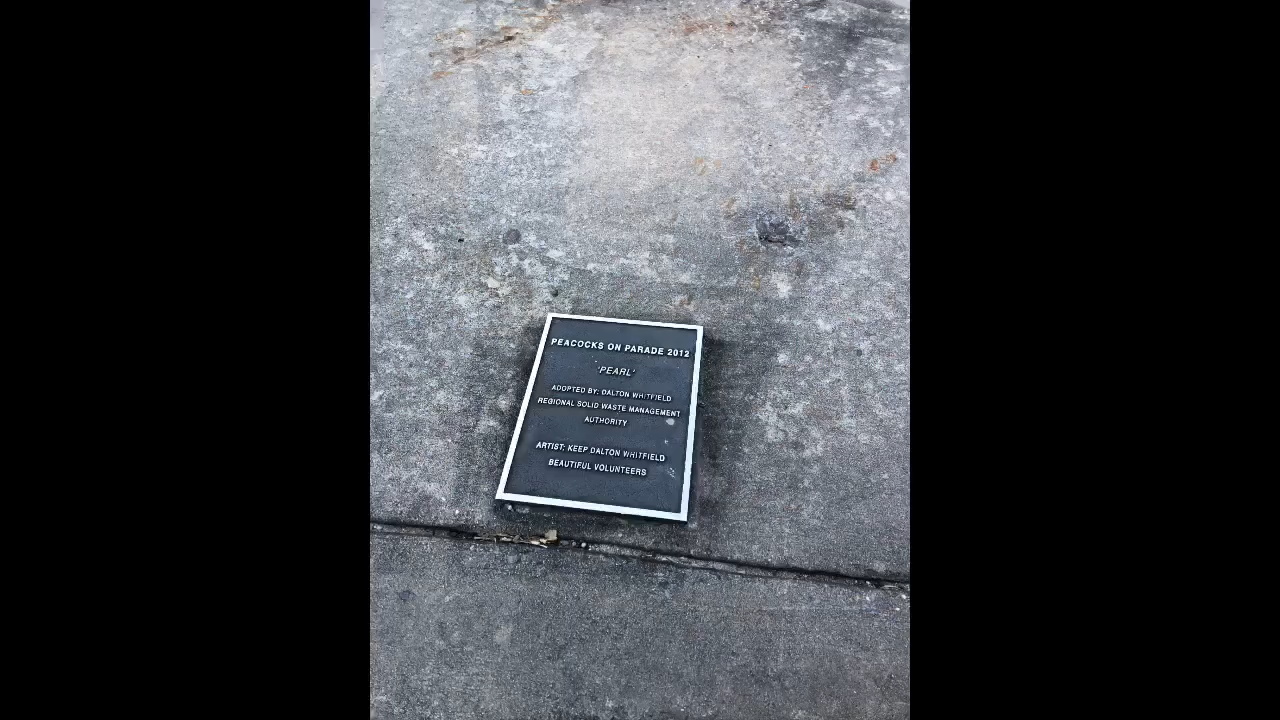 PEACOCKS ON PARADE 2012
'PEARL'
ADOPTED BY: DALTON WHITFIELD
REGIONAL SOLID WASTE MANAGEMENT
AUTHORITY
ARTIST: KEEP DALTON WHITFIELD
BEAUTIFUL VOLUNTEERS